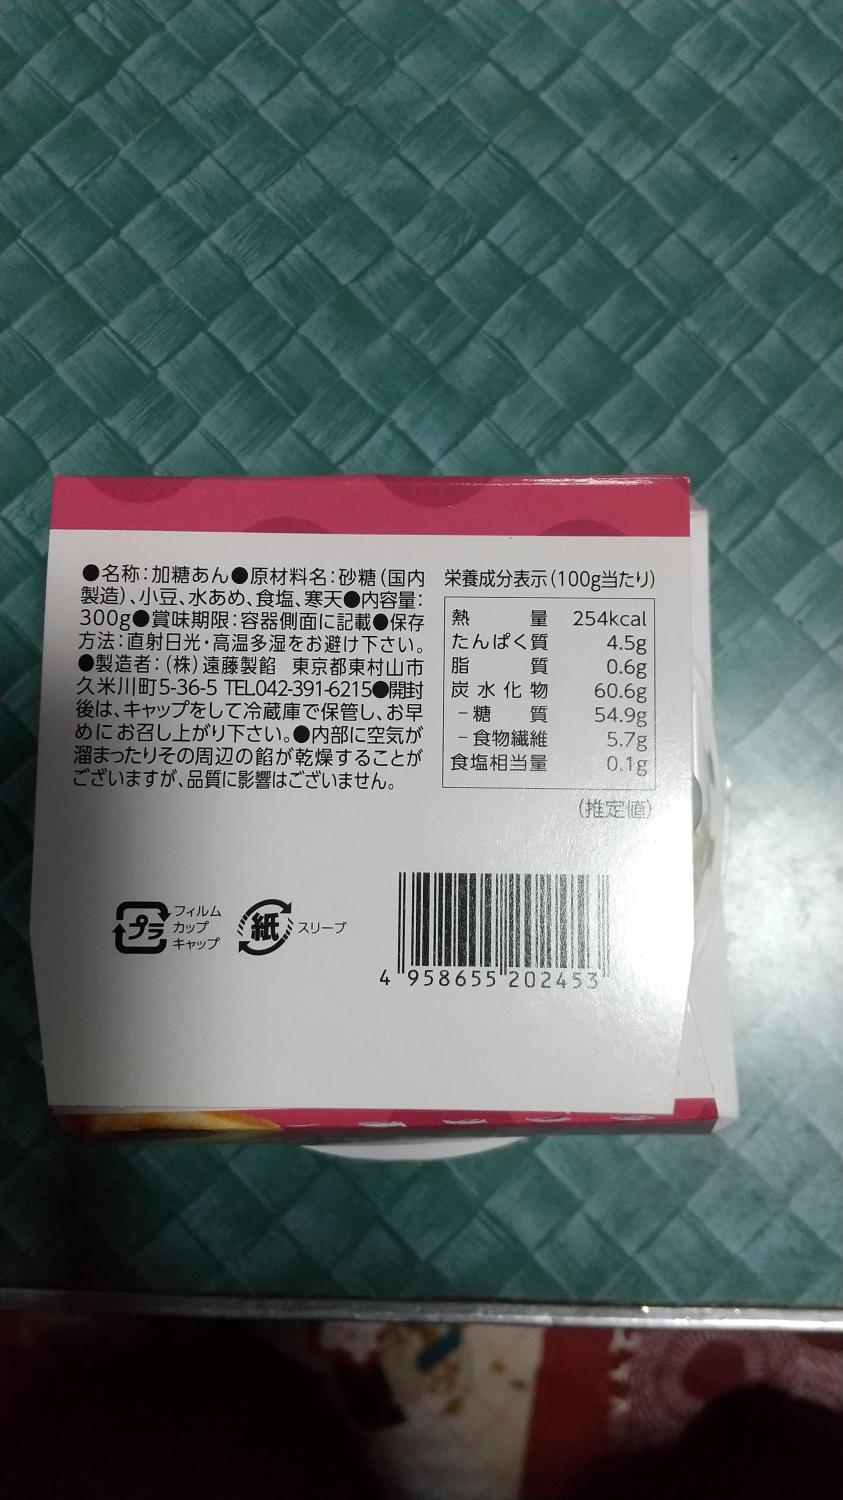 ●名称：加糖あん●原材料名：砂糖（国内
製造）、小豆、水あめ、食塩、寒天●内容量：
300g●賞味期限：容器側面に記載●保存
方法：直射日光・高温多湿をお避け下さい。
●製造者：（株）遠藤製餡　東京都東村山市
久米川町5-36-5 TEL042-391-6215●開封
後は、キャップをして冷蔵庫で保管し、お早
めにお召し上がり下さい。●内部に空気が
溜まったりその周辺の餡が乾燥することが
ございますが、品質に影響はございません。
栄養成分表示（100g当たり）
熱量 254kcal
たんぱく質 4.5g
脂質 0.6g
炭水化物 60.6g
－糖質 54.9g
－食物繊維 5.7g
食塩相当量 0.1g
（推定値）
プラ
フィルム
カップ
キャップ
紙
スリーブ
4 958655 202453